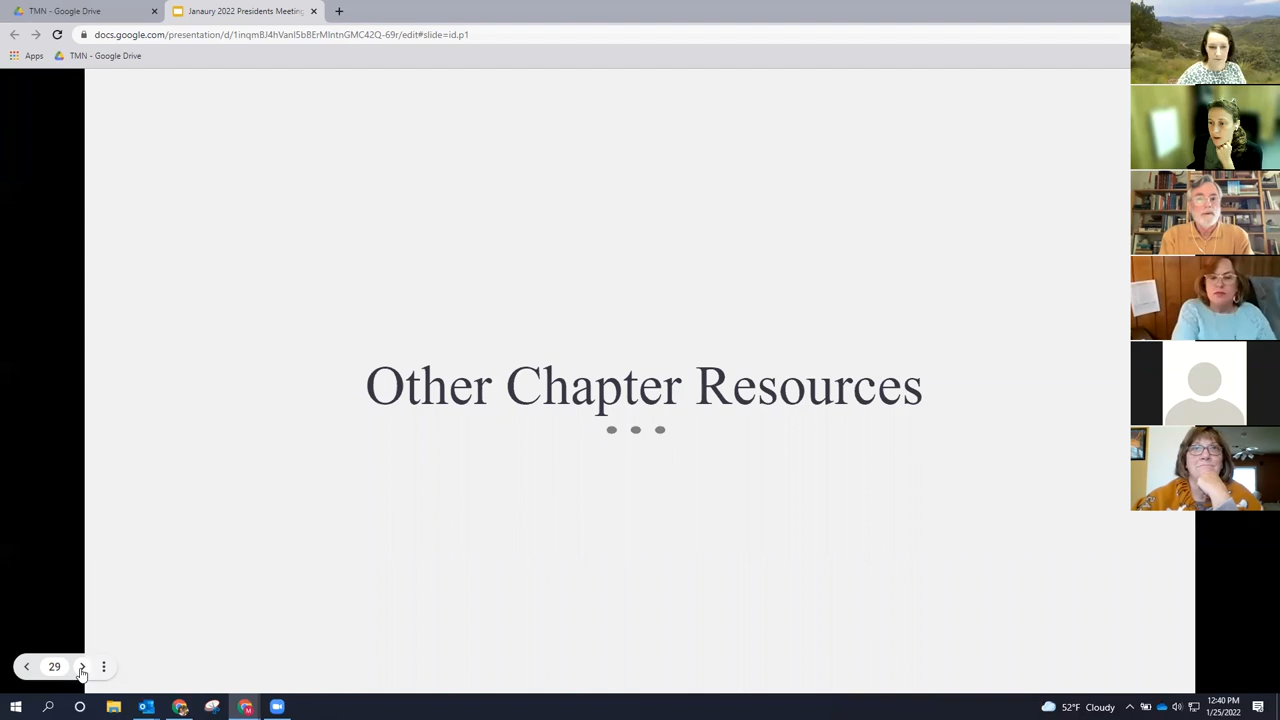 TMN - Google Drive
Janaury 2022 Presidents Meeting
docs.google.com/presentation/d/1inqmBJ4hVanI5bBErMIntnGMC42Q-69r/edit#slide=id.p1
Apps
TMN - Google Drive
Other Chapter Resources
29
52°F Cloudy
12:40 PM
1/25/2022